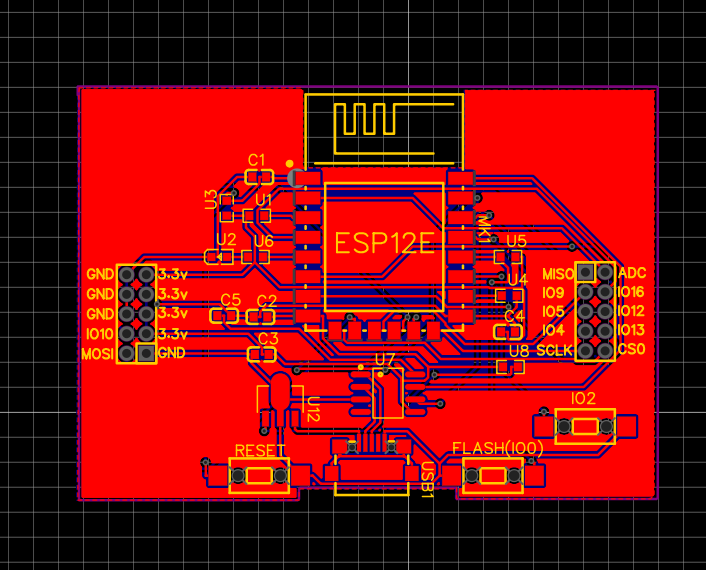 C1
U3
U1
ESP12E
MK1
U2
U6
U5
GND
3.3v
MISO
ADC
GND
3.3v
U4
IO9
IO16
GND
3.3v
C5
C2
C4
IO5
IO12
IO10
3.3v
IO4
IO13
MOSI
GND
C3
U7
U8
SCLK
CS0
U12
IO2
RESET
FLASH(IO0)
USB1